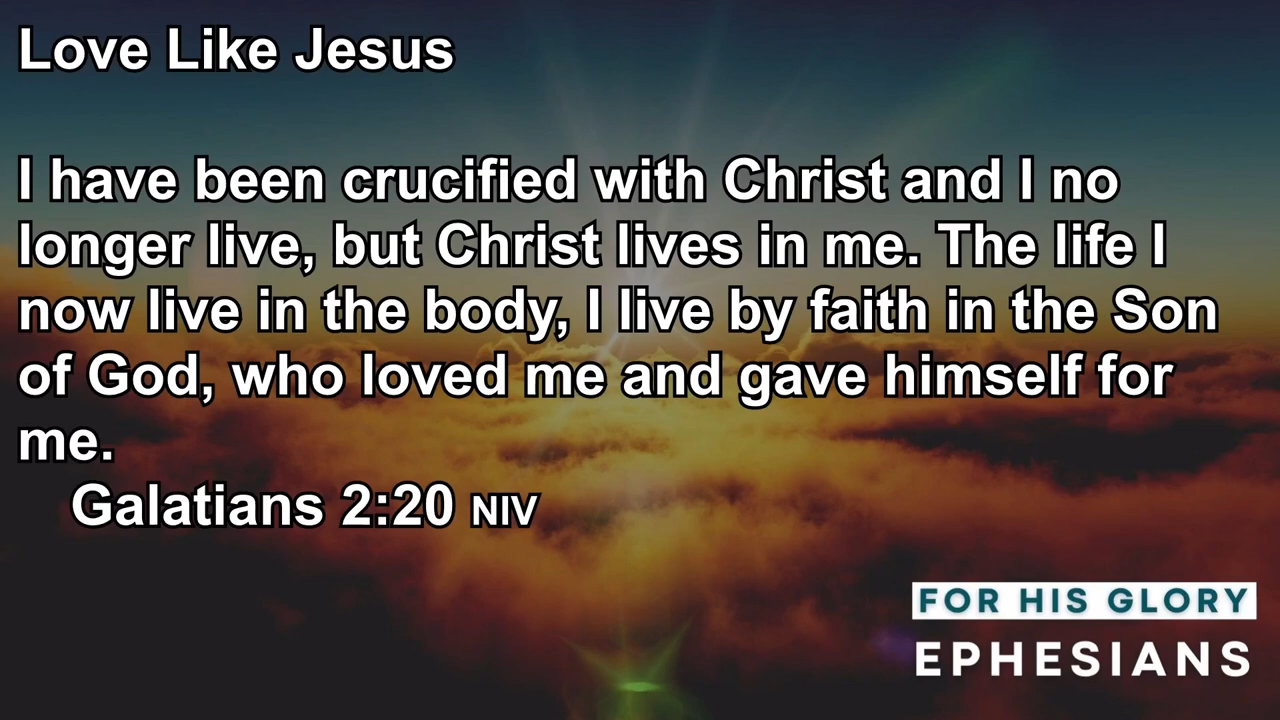 Love Like Jesus
I have been crucified with Christ and I no
longer live, but Christ lives in me. The life I
now live in the body, I live by faith in the Son
of God, who loved me and gave himself for
me.
Galatians 2:20 NIV
FOR HIS GLORY
EPHESIANS